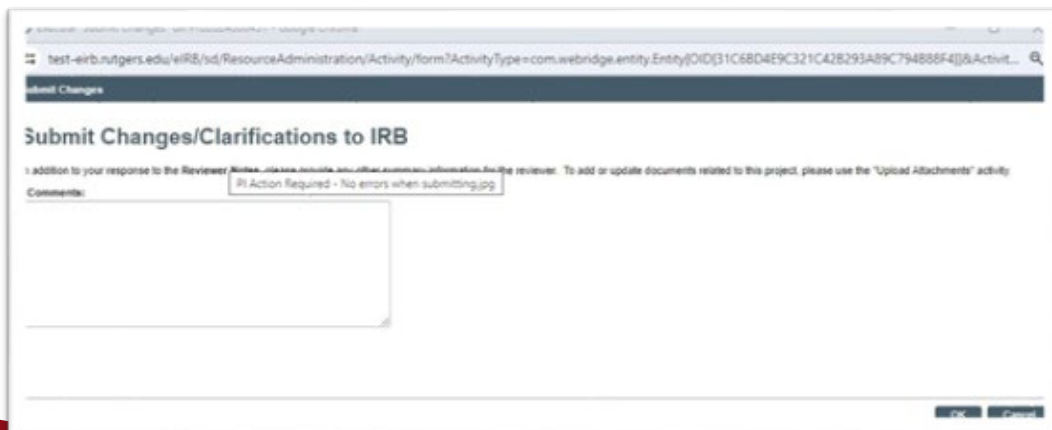 test-eirb.rutgers.edu/eIRB/sd/ResourceAdministration/Activity/form?ActivityType=com.webridge.entity.Entity[OID[31C6BD4E9C321C42B293A89C794B88F4]]&Activit...
ubmit Changes
Submit Changes/Clarifications to IRB
addition to your response to the Reviewer Notes, please provide any other summary information for the reviewer. To add or update documents related to this project, please use the "Upload Attachments" activity.
PI Action Required - No errors when submitting.jpg
Comments:
OK Cancel